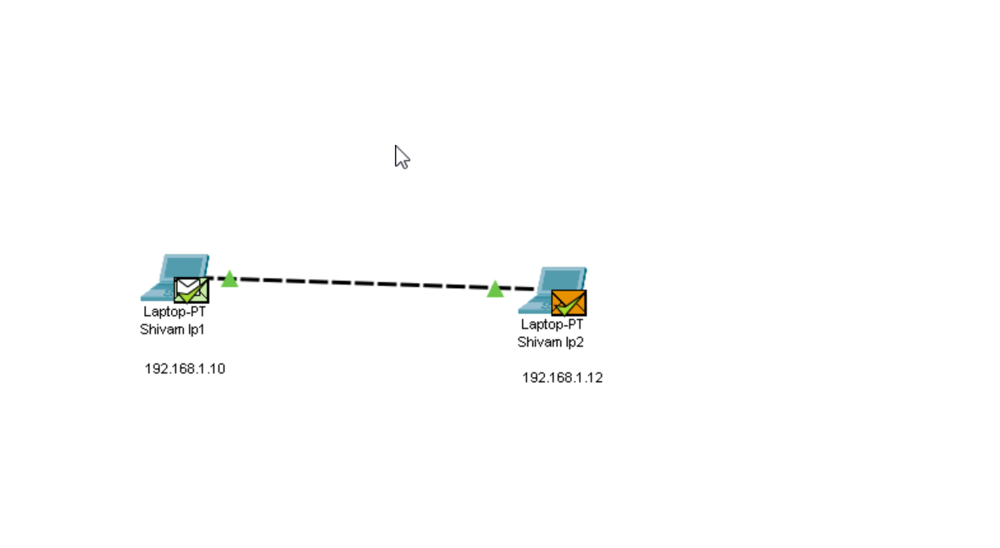 Laptop-PT
Shivam lp1
192.168.1.10
Laptop-PT
Shivam lp2
192.168.1.12